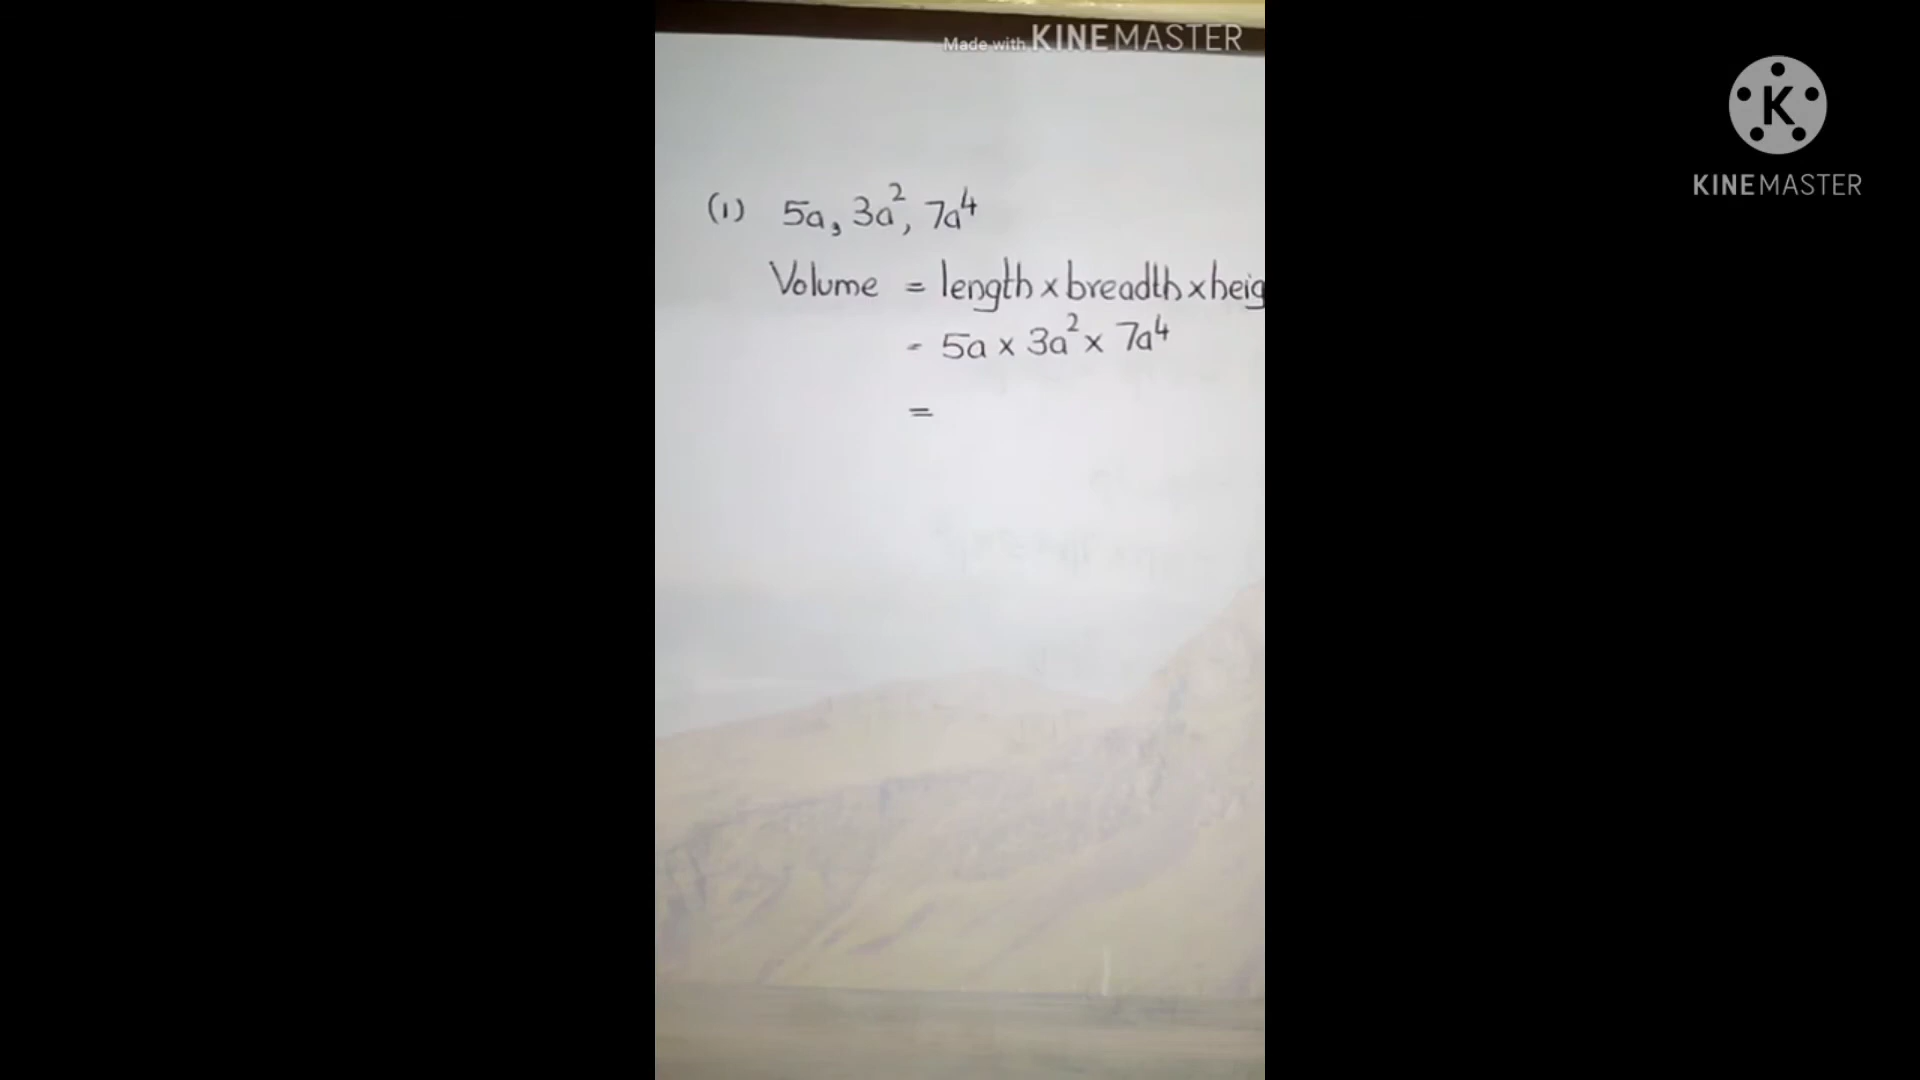 Made with KINEMASTER
K
KINEMASTER
(1) 5a, 3a², 7a⁴
Volume = length × breadth × heig
= 5a × 3a² × 7a⁴
=